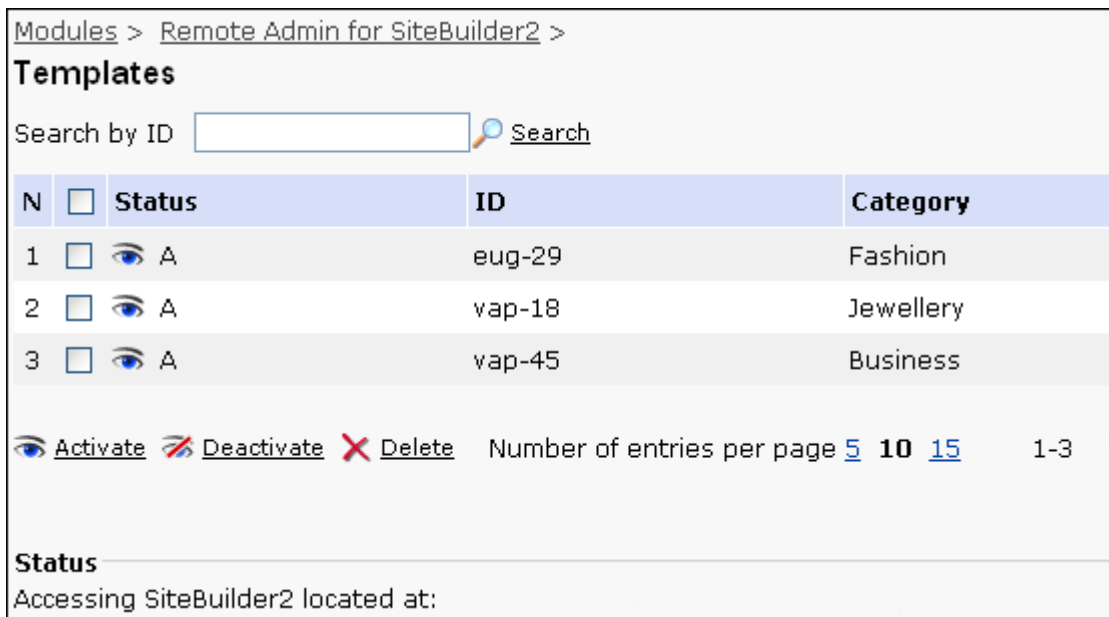 Modules > Remote Admin for SiteBuilder2 >
Templates
Search by ID Search
N Status ID Category
1 A eug-29 Fashion
2 A vap-18 Jewellery
3 A vap-45 Business
Activate Deactivate Delete Number of entries per page 5 10 15 1-3
Status
Accessing SiteBuilder2 located at: